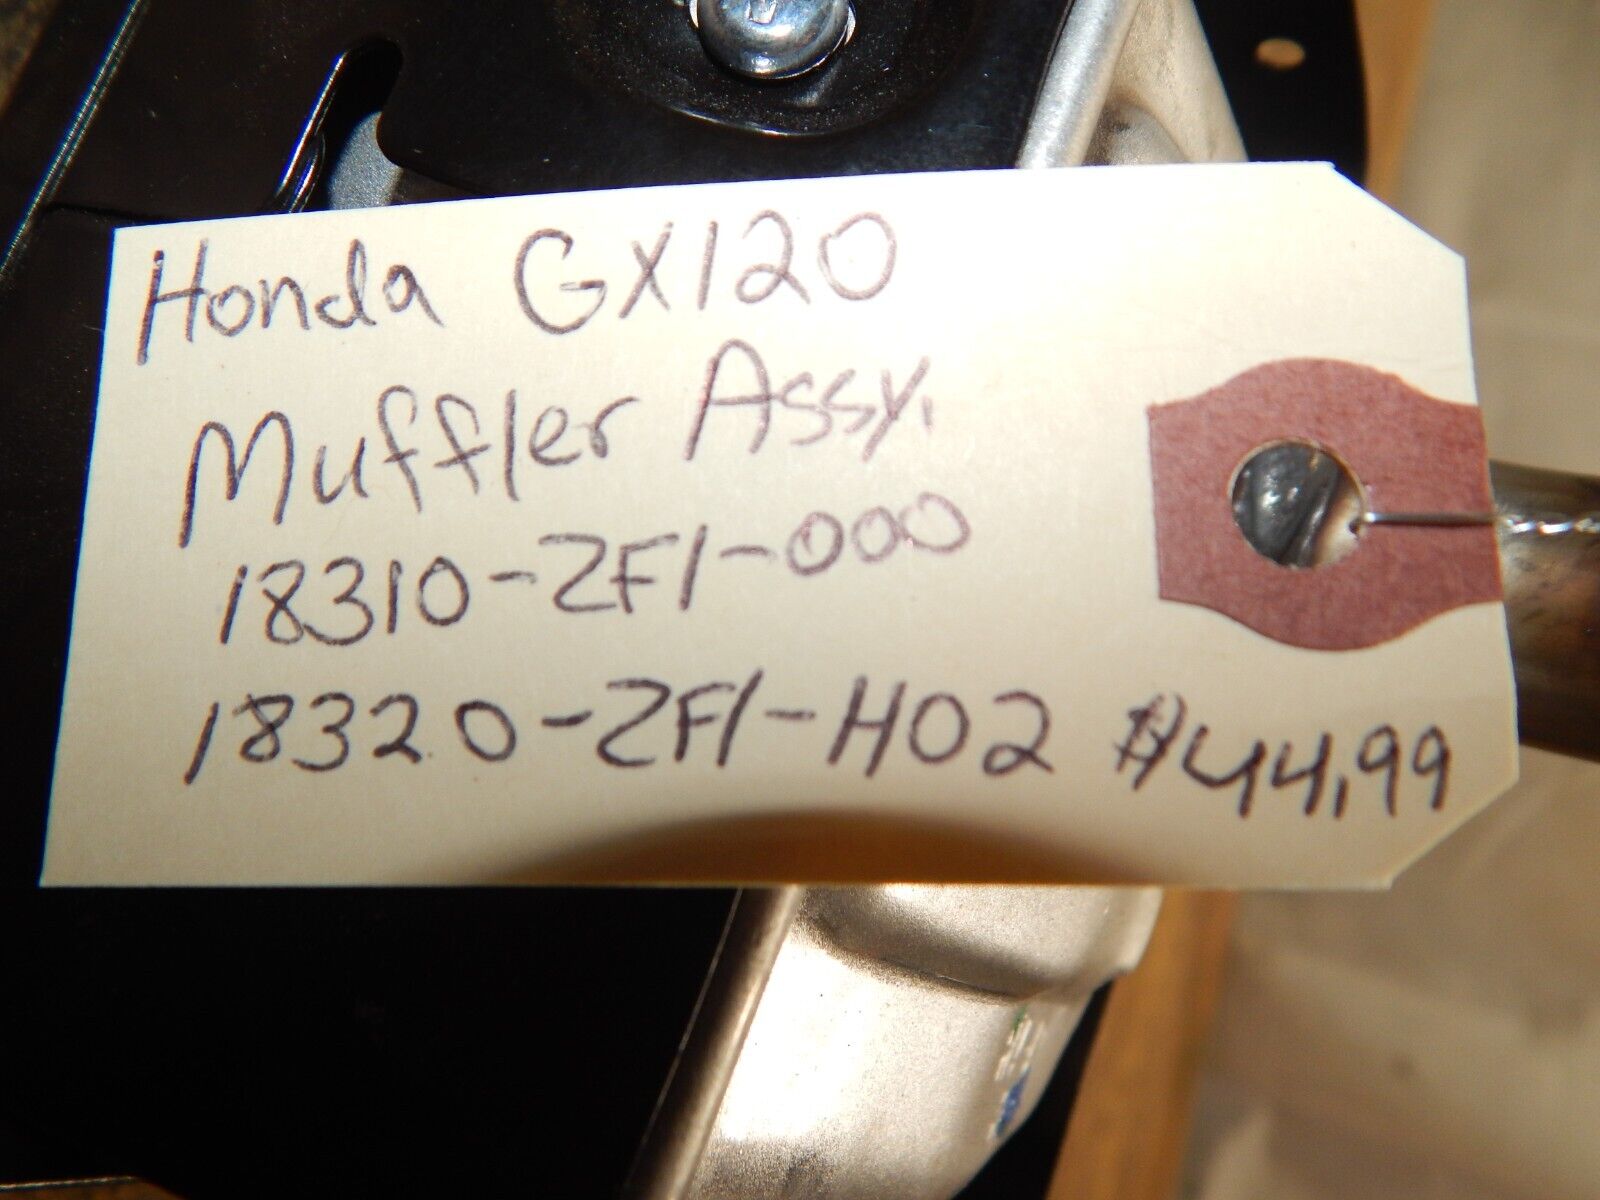 Honda GX120
Muffler Assy.
18310-ZF1-000
18320-ZF1-H02 $44.99